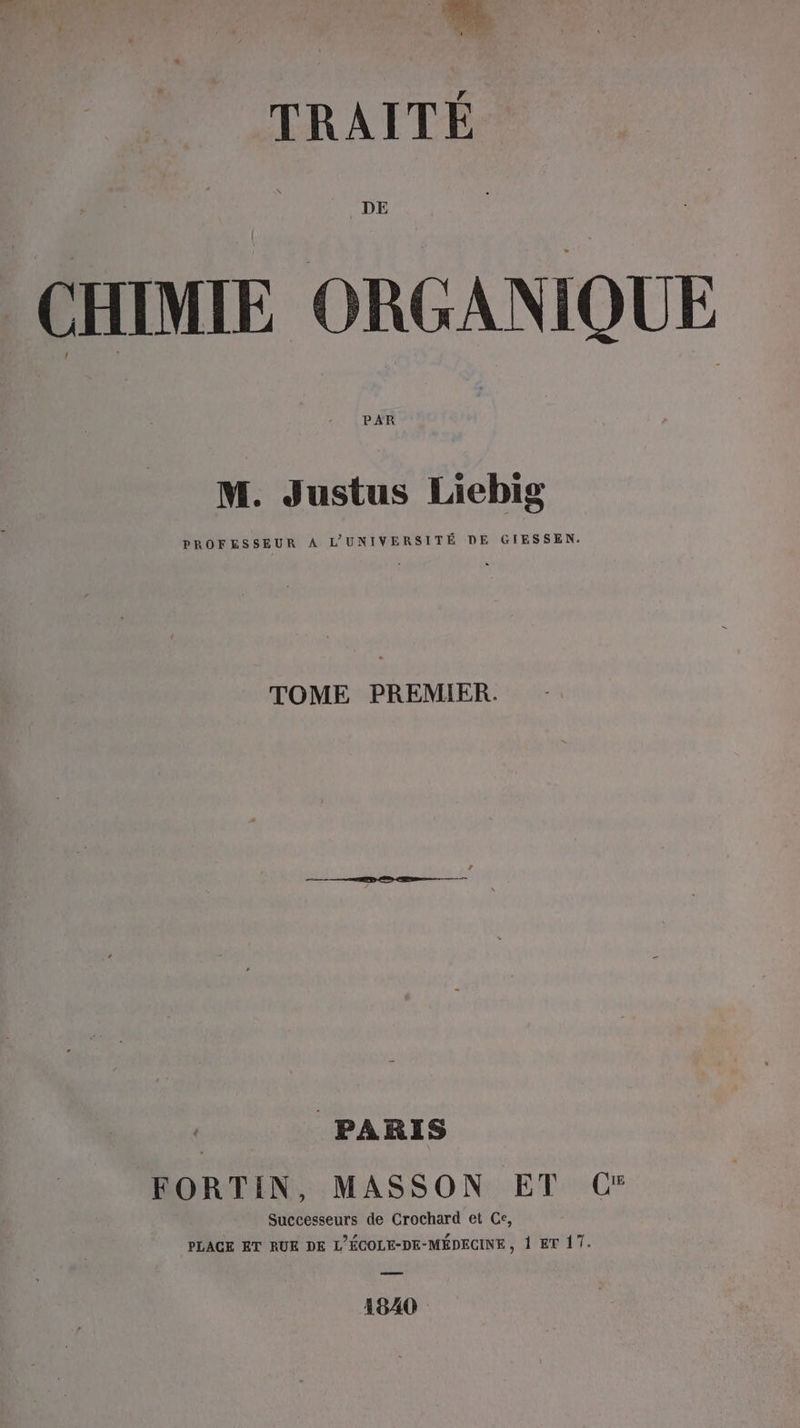 TRAITÉ
DE
CHIMIE ORGANIQUE
PAR
M. Justus Liebig
PROFESSEUR A L'UNIVERSITÉ DE GIESSEN.
TOME PREMIER.
PARIS
FORTIN, MASSON ET Cie
Successeurs de Crochard et Ce,
PLACE ET RUE DE L'ÉCOLE-DE-MÉDECINE, 1 ET 17.
1840